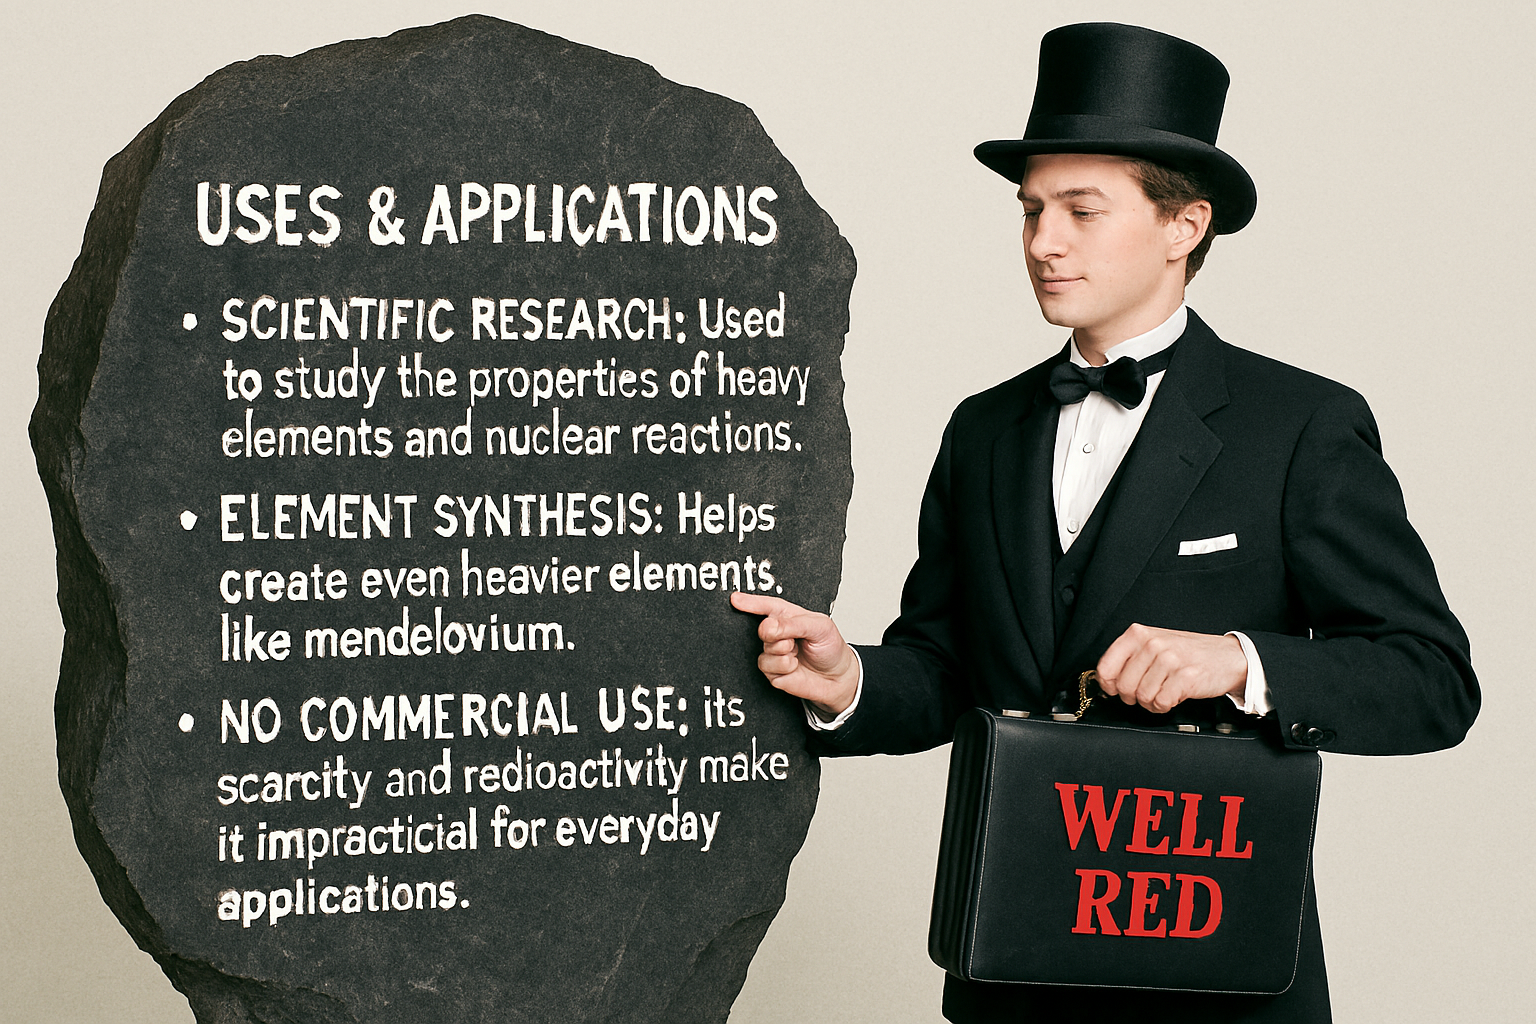 USES & APPLICATIONS
• SCIENTIFIC RESEARCH: Used
to study the properties of heavy
elements and nuclear reactions.
• ELEMENT SYNTHESIS: Helps
create even heavier elements.
like mendelovium.
• NO COMMERCIAL USE: its
scarcity and redioactivity make
it impracticial for everyday
applications.
WELL
RED